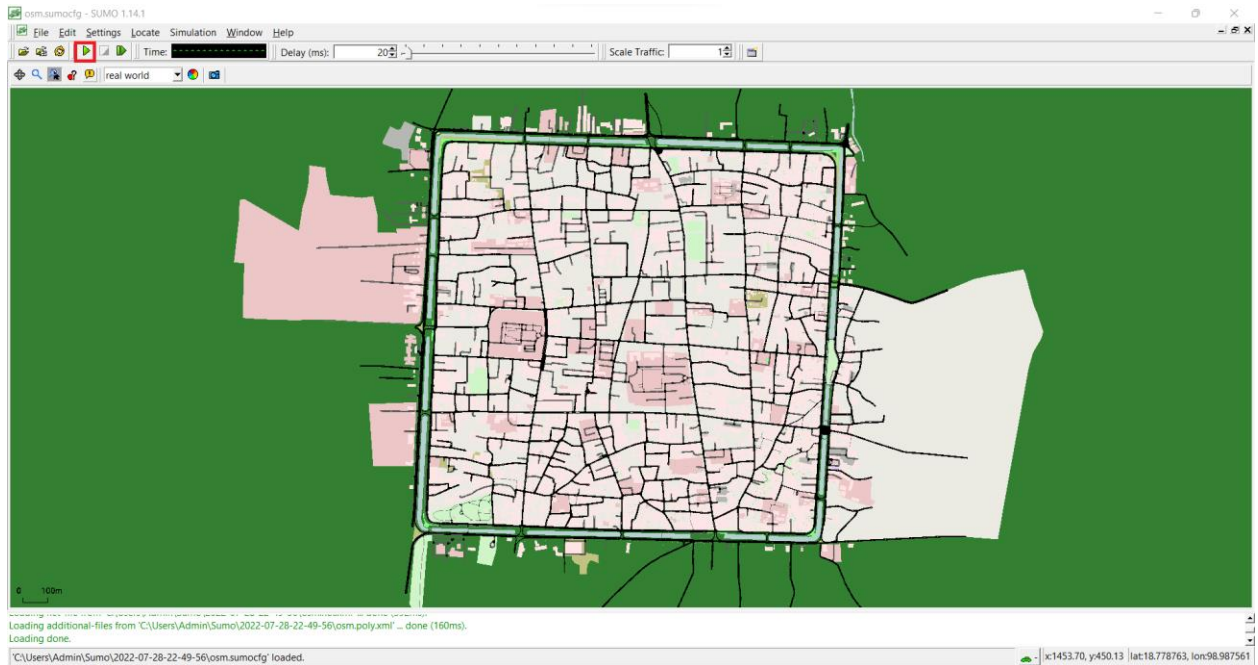 osm.sumocfg - SUMO 1.14.1
File Edit Settings Locate Simulation Window Help
Time: Delay (ms): 20 Scale Traffic: 1
real world
0 100m
Loading additional-files from 'C:\Users\Admin\Sumo\2022-07-28-22-49-56\osm.poly.xml' ... done (160ms).
Loading done.
'C:\Users\Admin\Sumo\2022-07-28-22-49-56\osm.sumocfg' loaded.
x:1453.70, y:450.13 lat:18.778763, lon:98.987561